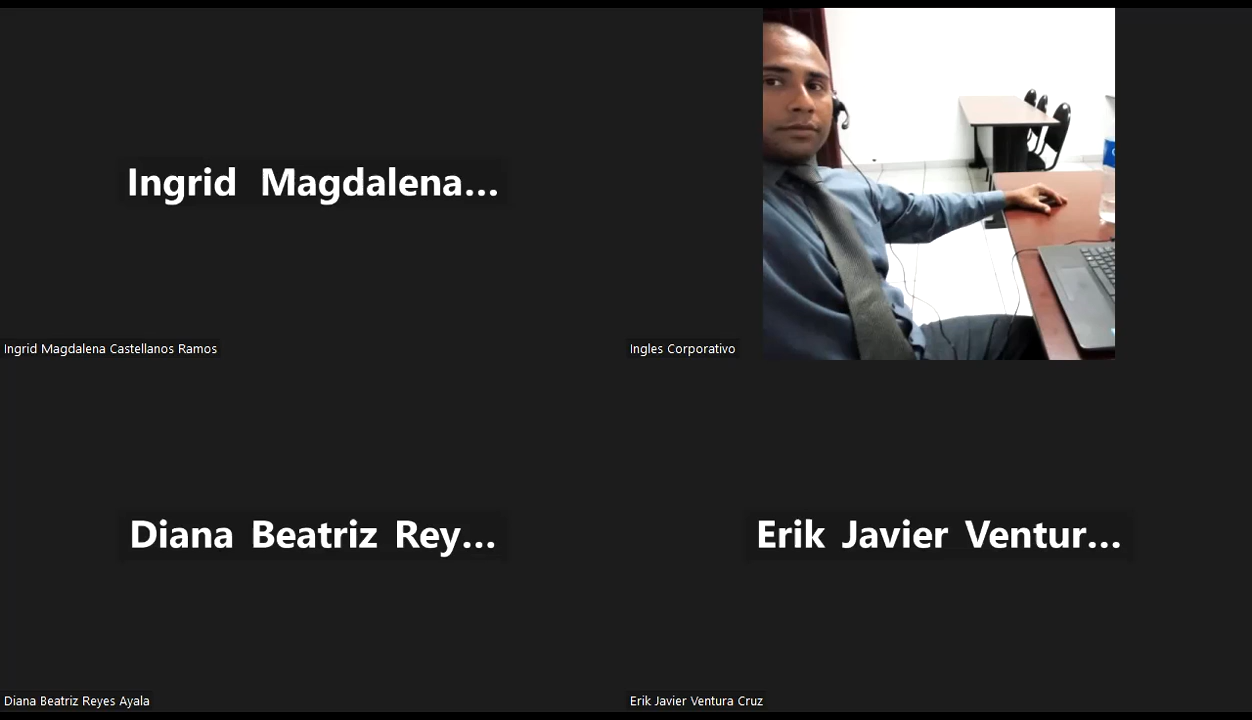 Ingrid Magdalena...
Ingrid Magdalena Castellanos Ramos
Ingles Corporativo
Diana Beatriz Rey...
Erik Javier Ventur...
Diana Beatriz Reyes Ayala
Erik Javier Ventura Cruz